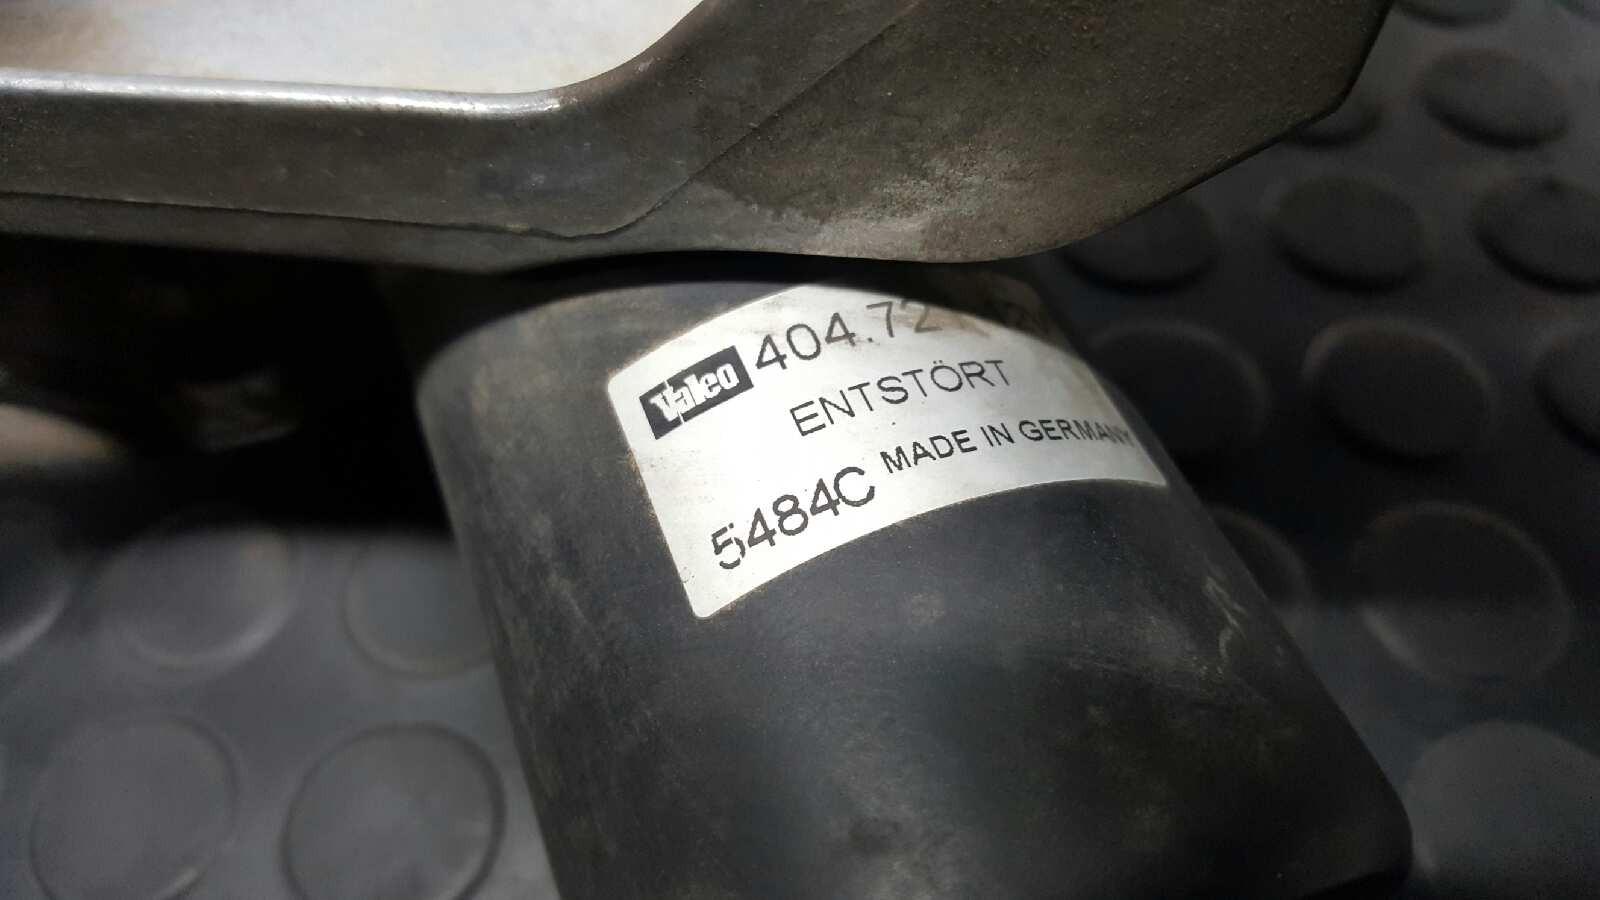 Valeo 404.72
ENTSTÖRT
5484C MADE IN GERMANY